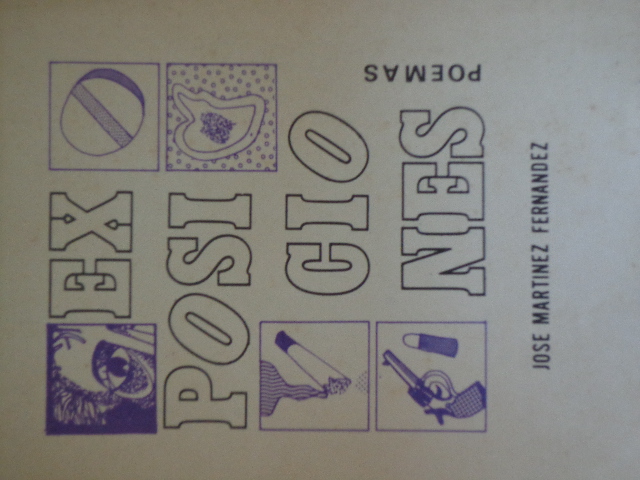 EX
POSI
CIO
NES
POEMAS
JOSE MARTINEZ FERNANDEZ